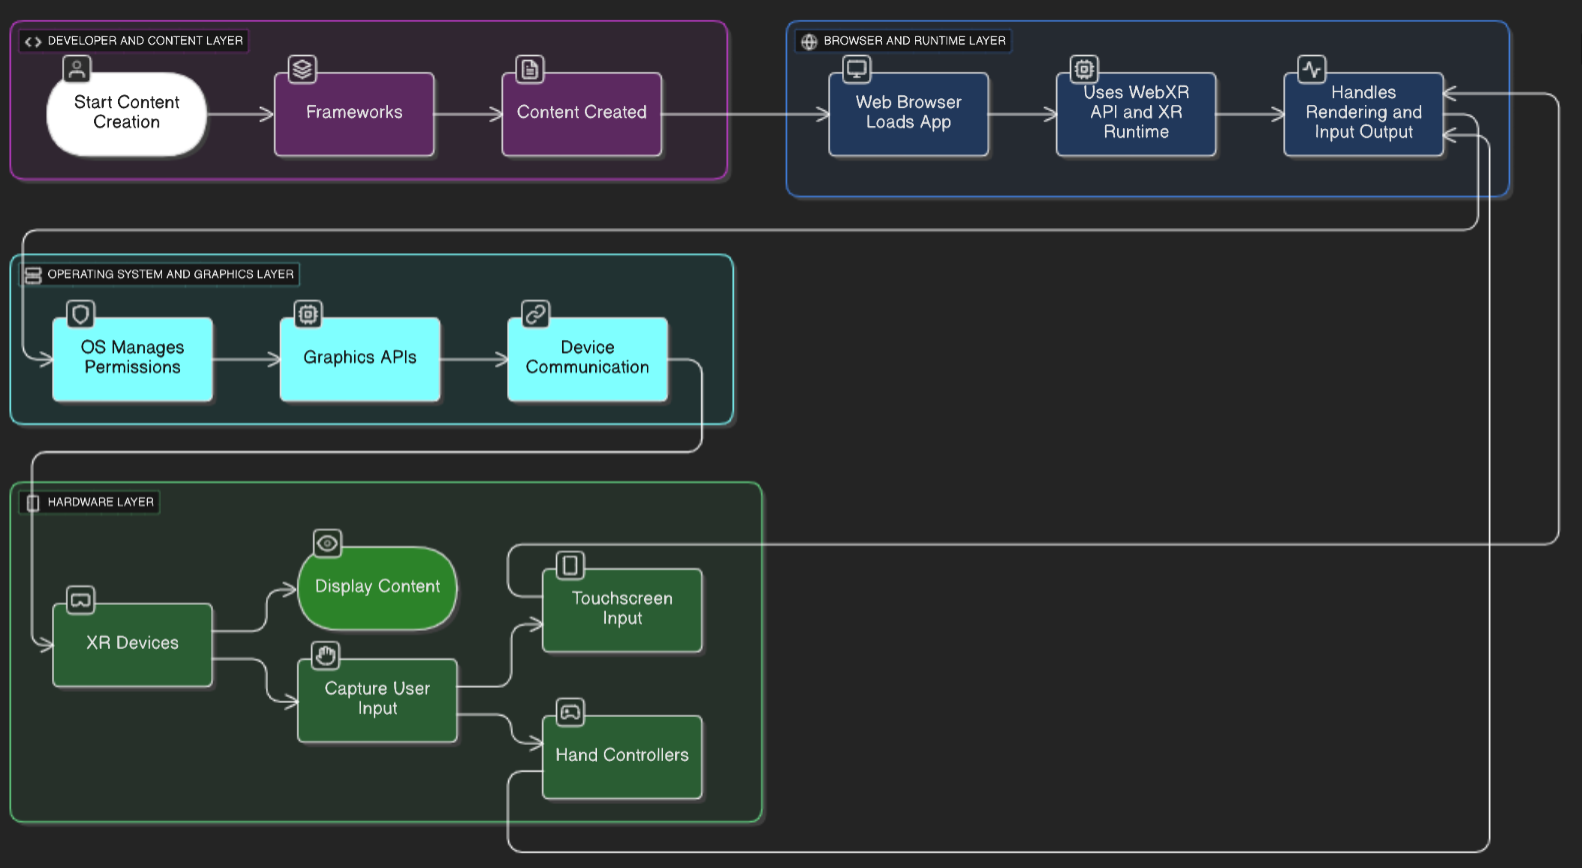 DEVELOPER AND CONTENT LAYER
Start Content
Creation
Frameworks
Content Created
BROWSER AND RUNTIME LAYER
Web Browser
Loads App
Uses WebXR
API and XR
Runtime
Handles
Rendering and
Input Output
OPERATING SYSTEM AND GRAPHICS LAYER
OS Manages
Permissions
Graphics APIs
Device
Communication
HARDWARE LAYER
XR Devices
Display Content
Capture User
Input
Touchscreen
Input
Hand Controllers